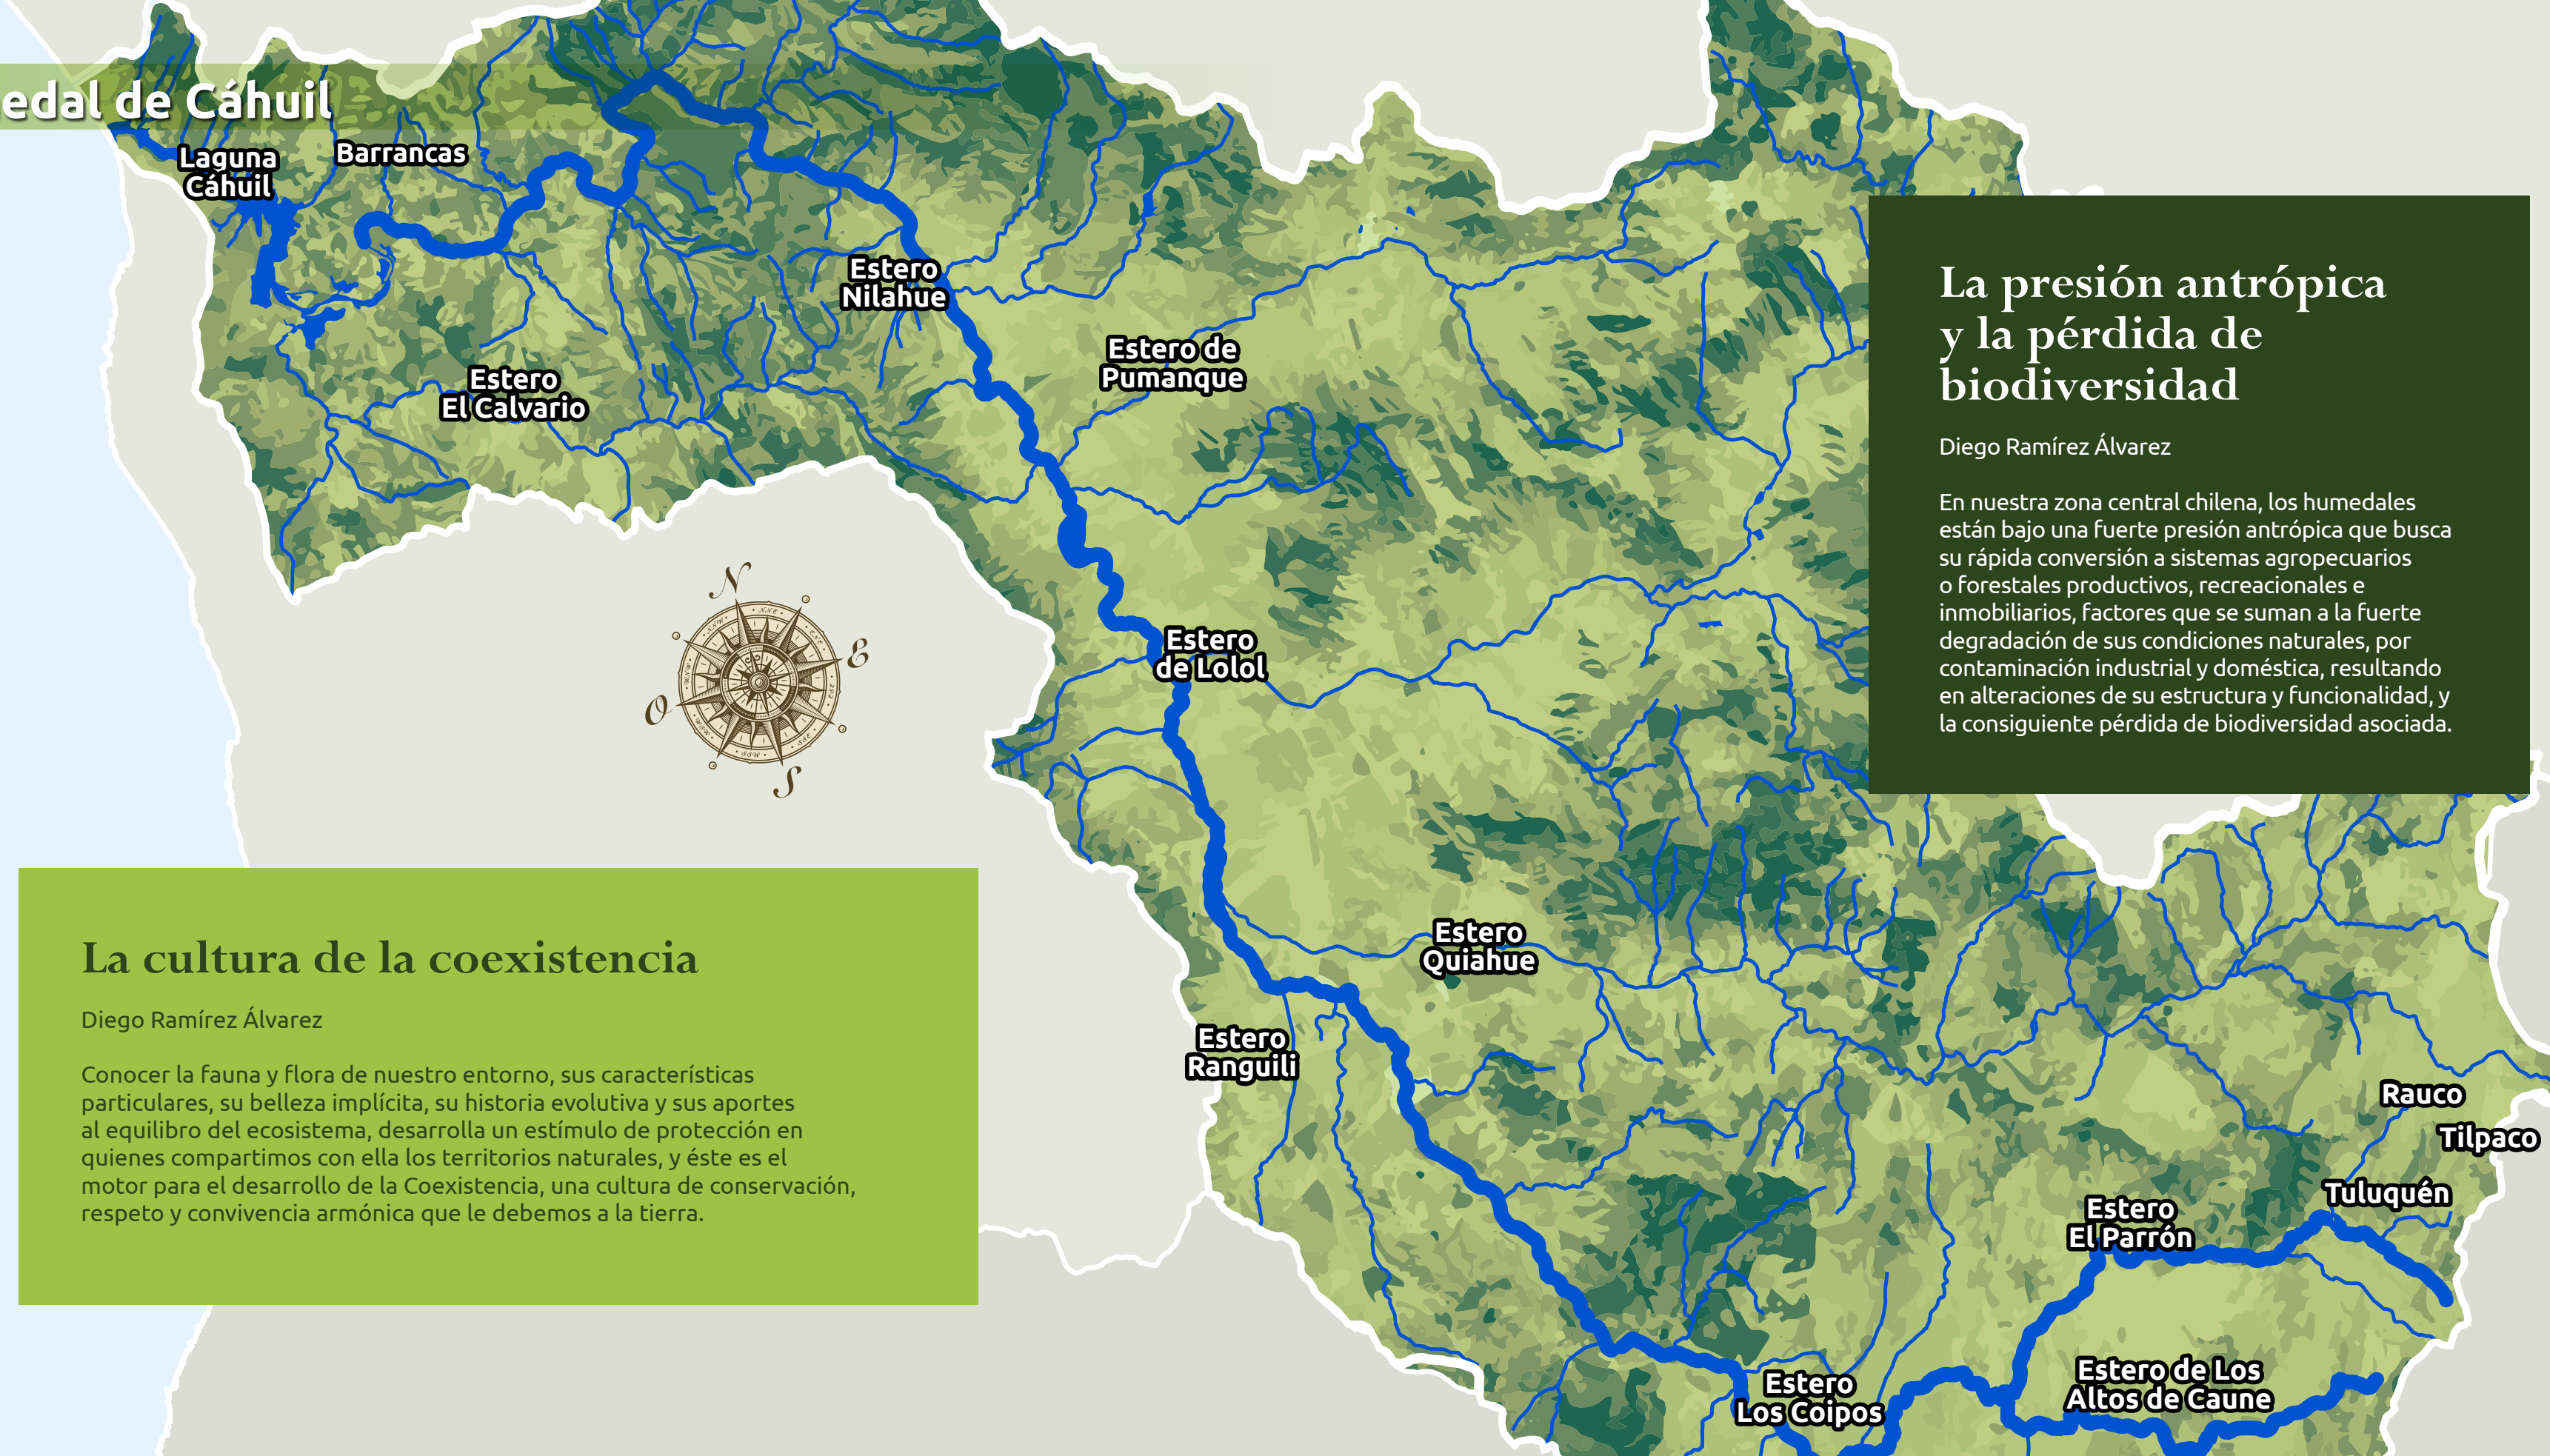 edal de Cáhuil
Laguna
Cáhuil
Barrancas
Estero
Nilahue
Estero de
Pumanque
Estero
El Calvario
La presión antrópica
y la pérdida de
biodiversidad
Diego Ramírez Álvarez
En nuestra zona central chilena, los humedales
están bajo una fuerte presión antrópica que busca
su rápida conversión a sistemas agropecuarios
o forestales productivos, recreacionales e
inmobiliarios, factores que se suman a la fuerte
degradación de sus condiciones naturales, por
contaminación industrial y doméstica, resultando
en alteraciones de su estructura y funcionalidad, y
la consiguiente pérdida de biodiversidad asociada.
N
E
O
S
Estero
de Lolol
Estero
Quiahue
Estero
Ranguili
La cultura de la coexistencia
Diego Ramírez Álvarez
Conocer la fauna y flora de nuestro entorno, sus características
particulares, su belleza implícita, su historia evolutiva y sus aportes
al equilibro del ecosistema, desarrolla un estímulo de protección en
quienes compartimos con ella los territorios naturales, y éste es el
motor para el desarrollo de la Coexistencia, una cultura de conservación,
respeto y convivencia armónica que le debemos a la tierra.
Rauco
Tilpaco
Tuluquén
Estero
El Parrón
Estero de Los
Altos de Caune
Estero
Los Coipos